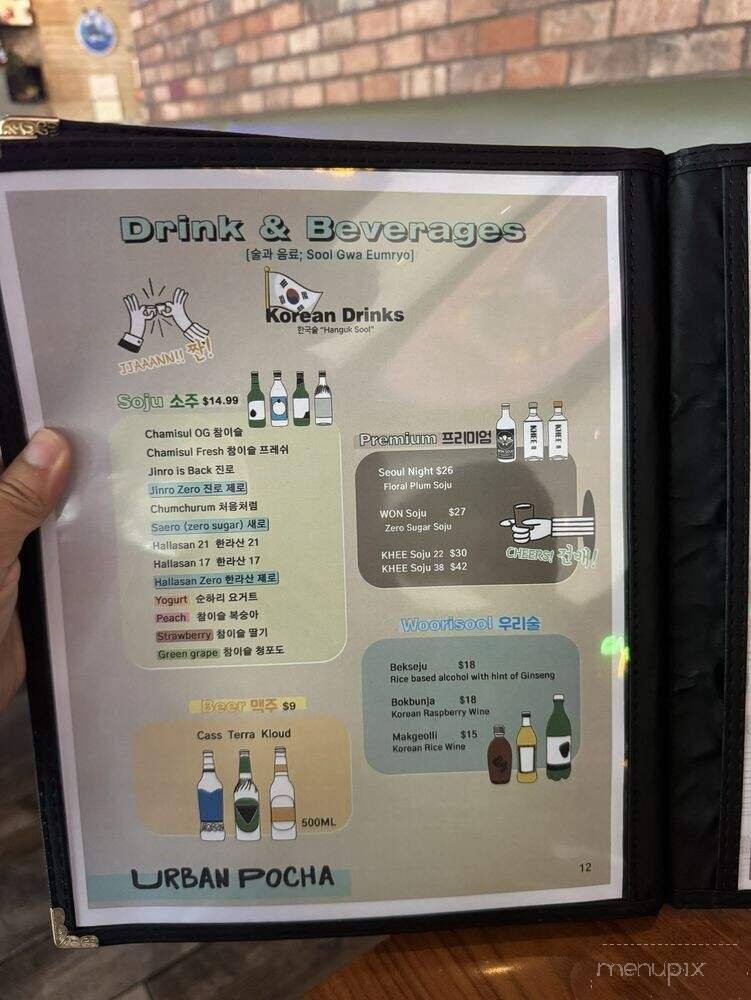 Drink & Beverages
[술과 음료; Sool Gwa Eumryo]
Korean Drinks
한국술 "Hanguk Sool"
JJAAANN!! 짠!
Soju 소주 $14.99
Chamisul OG 참이슬
Chamisul Fresh 참이슬 프레쉬
Jinro is Back 진로
Jinro Zero 진로 제로
Chumchurum 처음처럼
Saero (zero sugar) 새로
Hallasan 21 한라산 21
Hallasan 17 한라산 17
Hallasan Zero 한라산 제로
Yogurt 순하리 요거트
Peach 참이슬 복숭아
Strawberry 참이슬 딸기
Green grape 참이슬 청포도
Beer 맥주 $9
Cass Terra Kloud
500ML
Premium 프리미엄
KHEE
KHEE
Seoul Night $26
Floral Plum Soju
WON Soju $27
Zero Sugar Soju
KHEE Soju 22 $30
KHEE Soju 38 $42
CHEERS! 건배!
Woorisool 우리술
Bekseju $18
Rice based alcohol with hint of Ginseng
Bokbunja $18
Korean Raspberry Wine
Makgeolli $15
Korean Rice Wine
URBAN POCHA
12
menupix